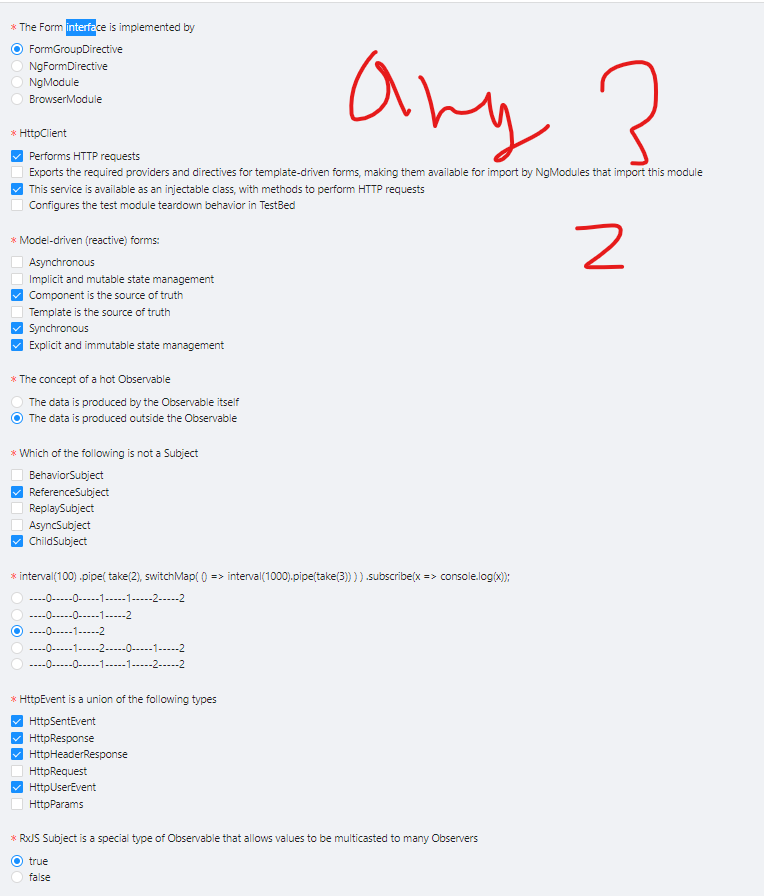 * The Form interface is implemented by
FormGroupDirective
NgFormDirective
NgModule
BrowserModule
* HttpClient
Performs HTTP requests
Exports the required providers and directives for template-driven forms, making them available for import by NgModules that import this module
This service is available as an injectable class, with methods to perform HTTP requests
Configures the test module teardown behavior in TestBed
* Model-driven (reactive) forms:
Asynchronous
Implicit and mutable state management
Component is the source of truth
Template is the source of truth
Synchronous
Explicit and immutable state management
* The concept of a hot Observable
The data is produced by the Observable itself
The data is produced outside the Observable
* Which of the following is not a Subject
BehaviorSubject
ReferenceSubject
ReplaySubject
AsyncSubject
ChildSubject
* interval(100) .pipe( take(2), switchMap( () => interval(1000).pipe(take(3)) ) ) .subscribe(x => console.log(x));
----0-----0-----1-----1-----2-----2
----0-----0-----1-----2
----0-----1-----2
----0-----1-----2-----0-----1-----2
----0-----0-----1-----1-----2-----2
* HttpEvent is a union of the following types
HttpSentEvent
HttpResponse
HttpHeaderResponse
HttpRequest
HttpUserEvent
HttpParams
* RxJS Subject is a special type of Observable that allows values to be multicasted to many Observers
true
false